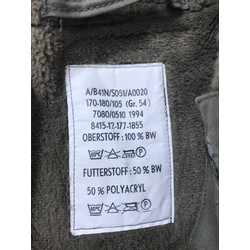 A/B41N/S051/A0020
170-180/105 (Gr. 54)
7080/0510 1994
8415-12-177-1855
OBERSTOFF: 100 % BW
FUTTERSTOFF: 50 % BW
50 % POLYACRYL